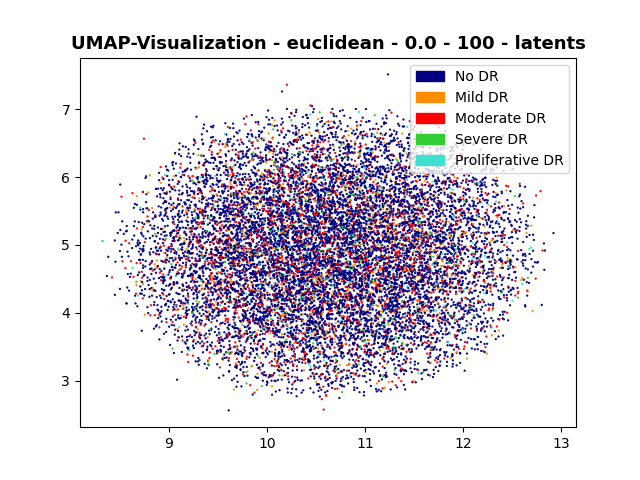 UMAP-Visualization - euclidean - 0.0 - 100 - latents
No DR
Mild DR
Moderate DR
Severe DR
Proliferative DR
7
6
5
4
3
9 10 11 12 13